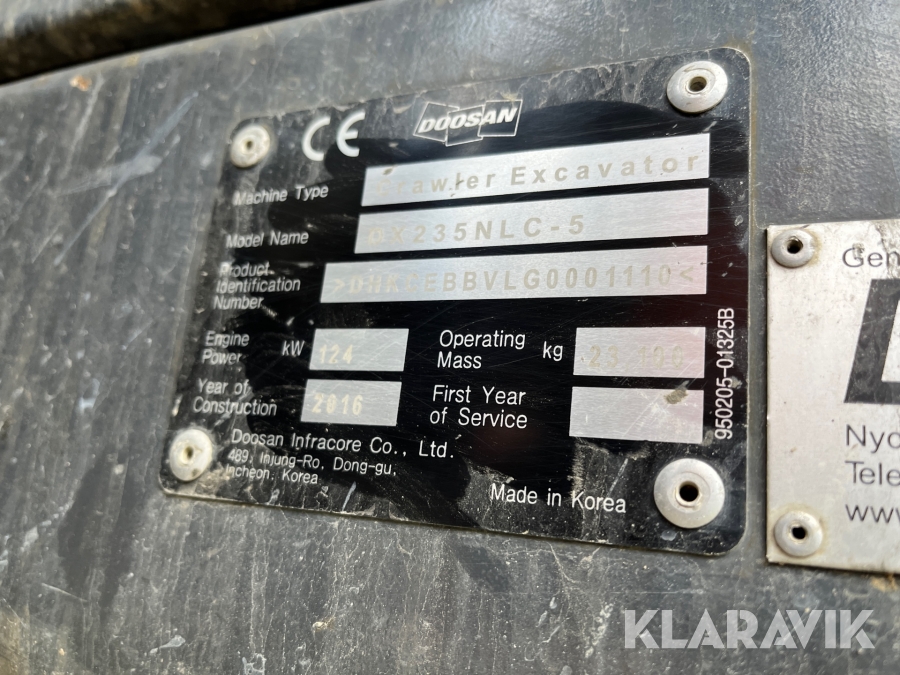 CE DOOSAN
Machine Type Crawler Excavator
Model Name DX235NLC-5
Product
Identification
Number >DHKCEBBVLG0001110<
Engine
Power kW 124
Operating
Mass kg
Year of
Construction 2016
First Year
of Service
Doosan Infracore Co., Ltd.
489, Injung-Ro, Dong-gu,
Incheon, Korea
Made in Korea
950205-01325B
Gen
Nyc
Tele
www
KLARAVIK